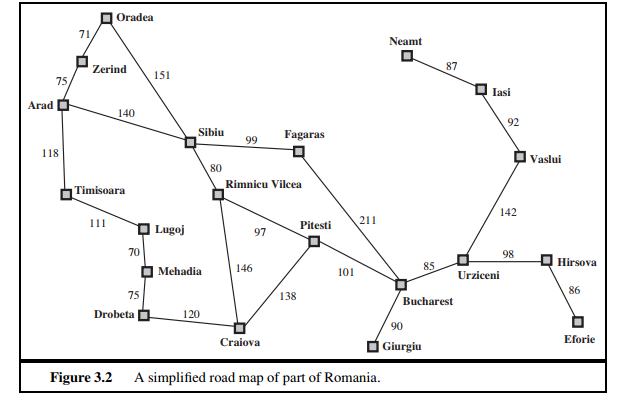 Oradea
71
Neamt
87
Zerind
151
75
Iasi
Arad
140
92
Sibiu
99
Fagaras
118
Vaslui
80
Timisoara
Rimnicu Vilcea
142
111
Lugoj
97
Pitesti
211
70
98
Mehadia
146
101
85
Hirsova
Urziceni
75
138
86
Bucharest
Drobeta
120
90
Craiova
Giurgiu
Eforie
Figure 3.2 A simplified road map of part of Romania.